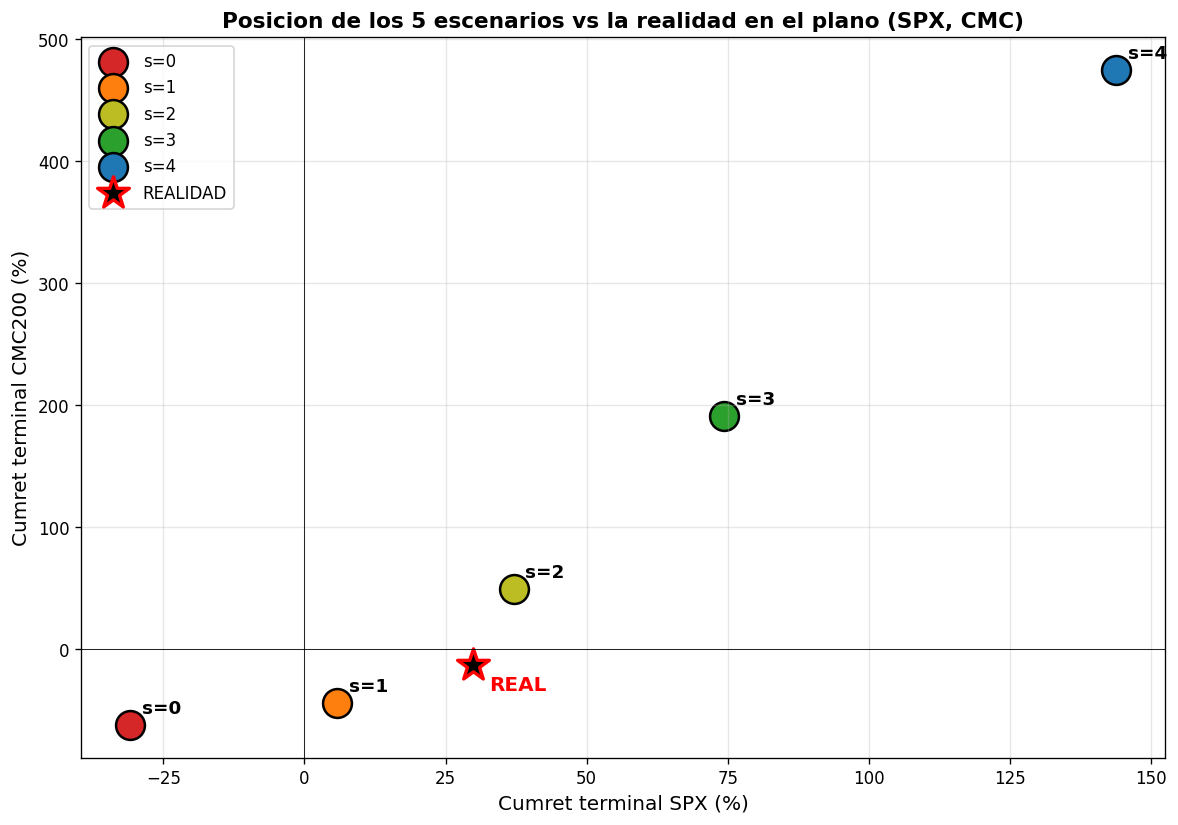 Posicion de los 5 escenarios vs la realidad en el plano (SPX, CMC)
500
400
300
200
100
0
Cumret terminal CMC200 (%)
s=0
s=1
s=2
s=3
s=4
REALIDAD
s=4
s=3
s=2
REAL
s=1
s=0
−25
0
25
50
75
100
125
150
Cumret terminal SPX (%)